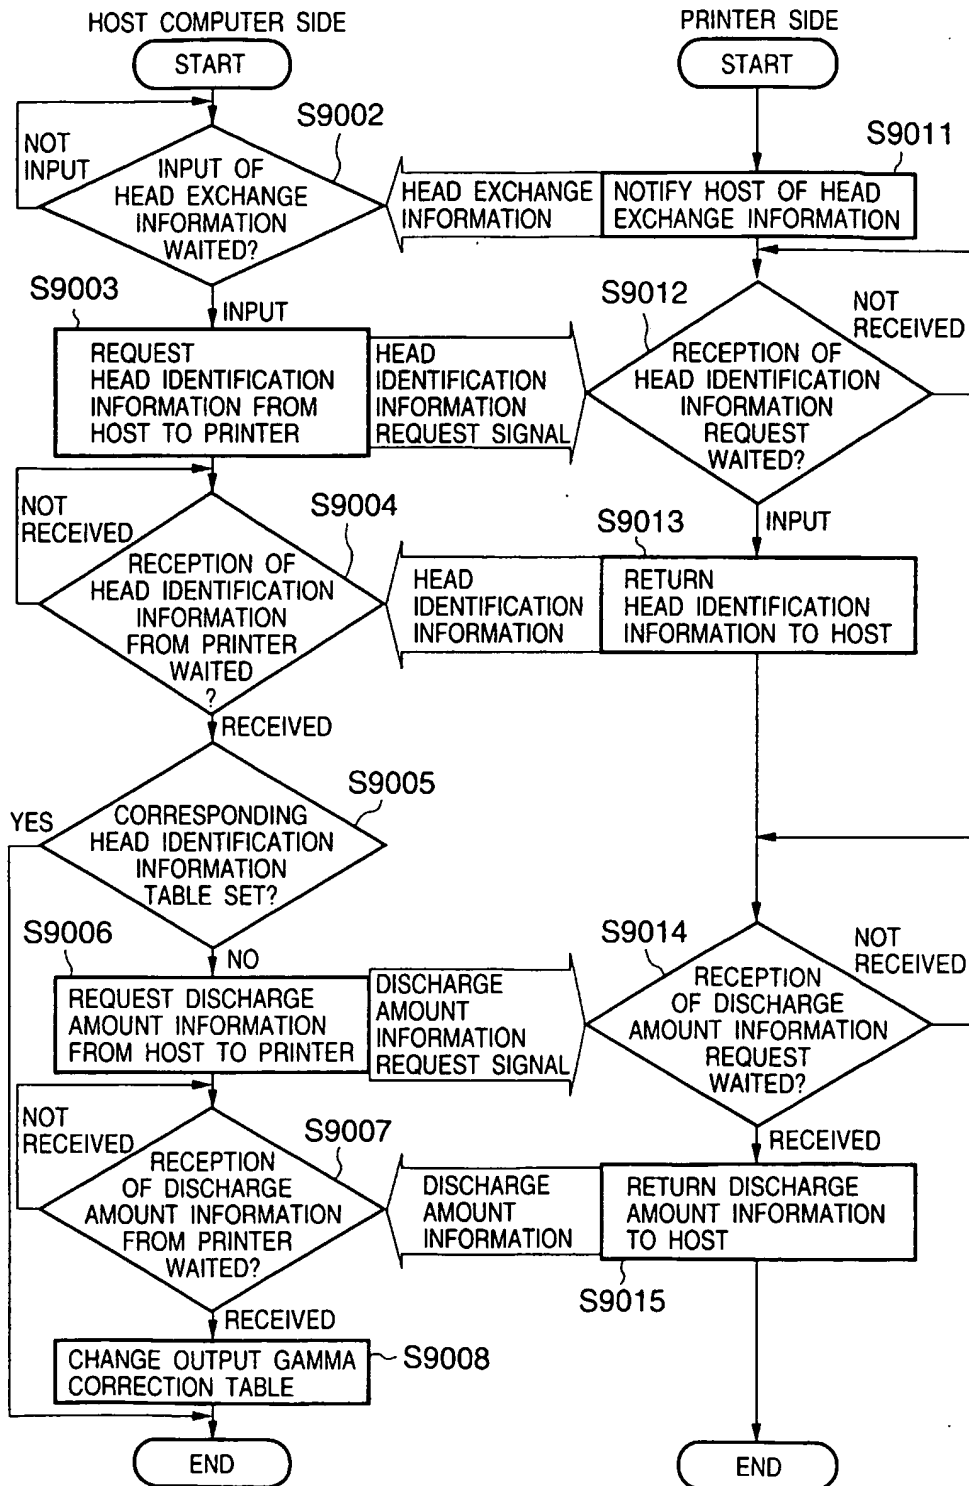 HOST COMPUTER SIDE
PRINTER SIDE
START
START
S9002
NOT
INPUT
INPUT OF
HEAD EXCHANGE
INFORMATION
WAITED?
HEAD EXCHANGE
INFORMATION
S9011
NOTIFY HOST OF HEAD
EXCHANGE INFORMATION
S9003
INPUT
REQUEST
HEAD IDENTIFICATION
INFORMATION FROM
HOST TO PRINTER
HEAD
IDENTIFICATION
INFORMATION
REQUEST SIGNAL
S9012
NOT
RECEIVED
RECEPTION OF
HEAD IDENTIFICATION
INFORMATION
REQUEST
WAITED?
INPUT
NOT
RECEIVED
S9004
RECEPTION OF
HEAD IDENTIFICATION
INFORMATION
FROM PRINTER
WAITED
?
HEAD
IDENTIFICATION
INFORMATION
S9013
RETURN
HEAD IDENTIFICATION
INFORMATION TO HOST
RECEIVED
S9005
YES
CORRESPONDING
HEAD IDENTIFICATION
INFORMATION
TABLE SET?
NO
S9006
REQUEST DISCHARGE
AMOUNT INFORMATION
FROM HOST TO PRINTER
DISCHARGE
AMOUNT
INFORMATION
REQUEST SIGNAL
S9014
NOT
RECEIVED
RECEPTION
OF DISCHARGE
AMOUNT INFORMATION
REQUEST
WAITED?
RECEIVED
NOT
RECEIVED
S9007
RECEPTION
OF DISCHARGE
AMOUNT INFORMATION
FROM PRINTER
WAITED?
DISCHARGE
AMOUNT
INFORMATION
RETURN DISCHARGE
AMOUNT INFORMATION
TO HOST
S9015
RECEIVED
CHANGE OUTPUT GAMMA
CORRECTION TABLE
S9008
END
END